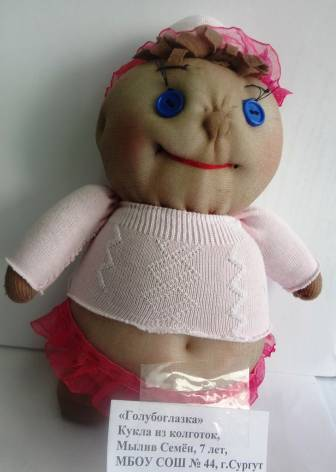 «Голубоглазка»
Кукла из колготок,
Мылив Семён, 7 лет,
МБОУ СОШ № 44, г.Сургут